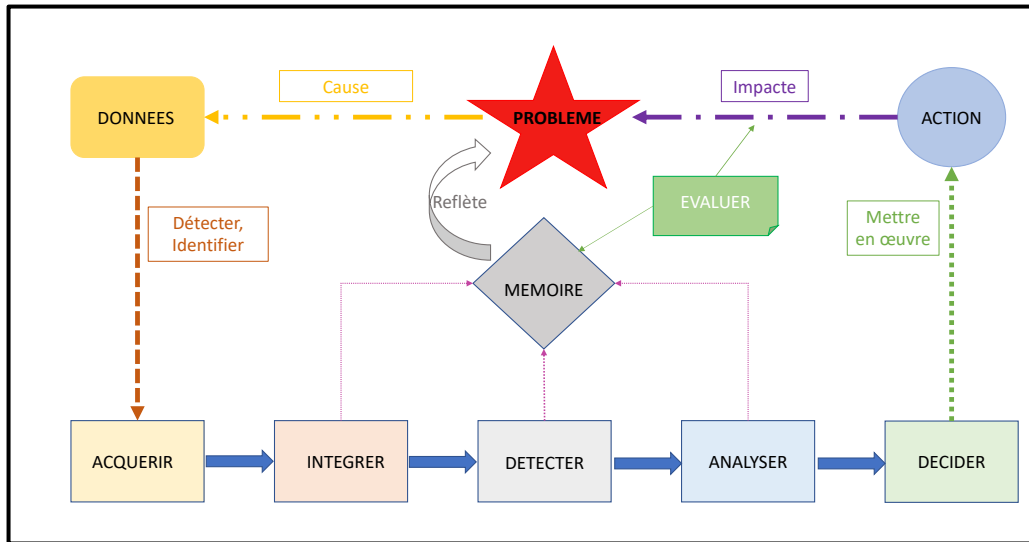 Cause
Impacte
DONNEES
PROBLEME
ACTION
Reflète
EVALUER
Détecter,
Identifier
Mettre
en œuvre
MEMOIRE
ACQUERIR
INTEGRER
DETECTER
ANALYSER
DECIDER